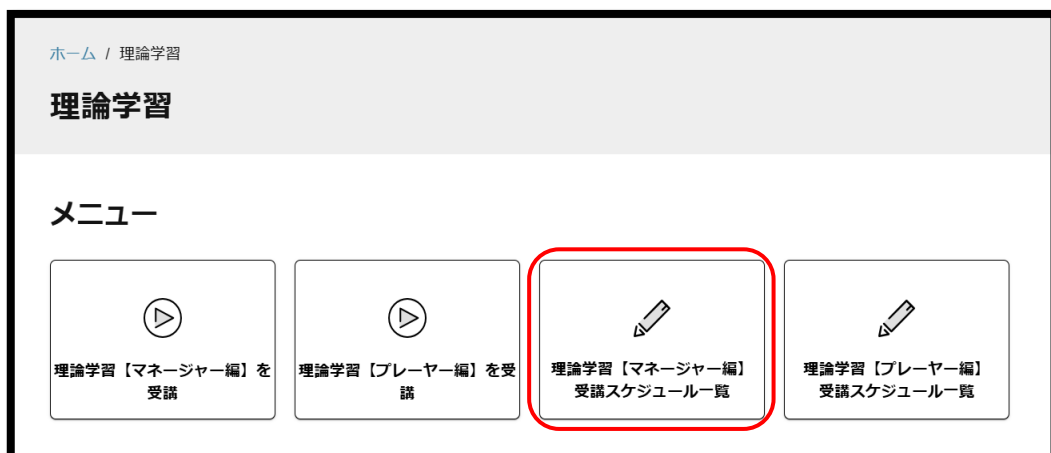 ホーム / 理論学習
理論学習
メニュー
理論学習【マネージャー編】を
受講
理論学習【プレーヤー編】を受
講
理論学習【マネージャー編】
受講スケジュール一覧
理論学習【プレーヤー編】
受講スケジュール一覧